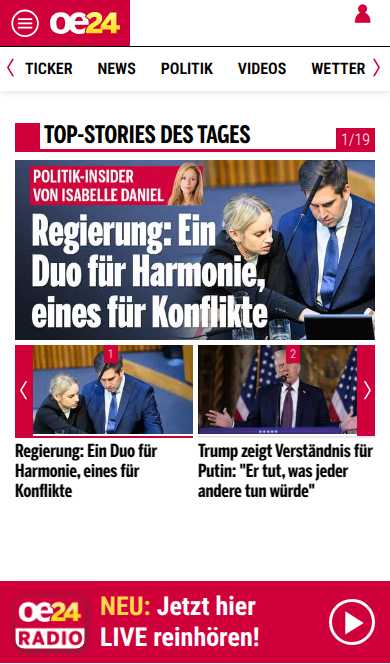 oe24
TICKER NEWS POLITIK VIDEOS WETTER
TOP-STORIES DES TAGES
1/19
POLITIK-INSIDER
VON ISABELLE DANIEL
Regierung: Ein
Duo für Harmonie,
eines für Konflikte
1
2
Regierung: Ein Duo für
Harmonie, eines für
Konflikte
Trump zeigt Verständnis für
Putin: "Er tut, was jeder
andere tun würde"
oe24
RADIO
NEU: Jetzt hier
LIVE reinhören!